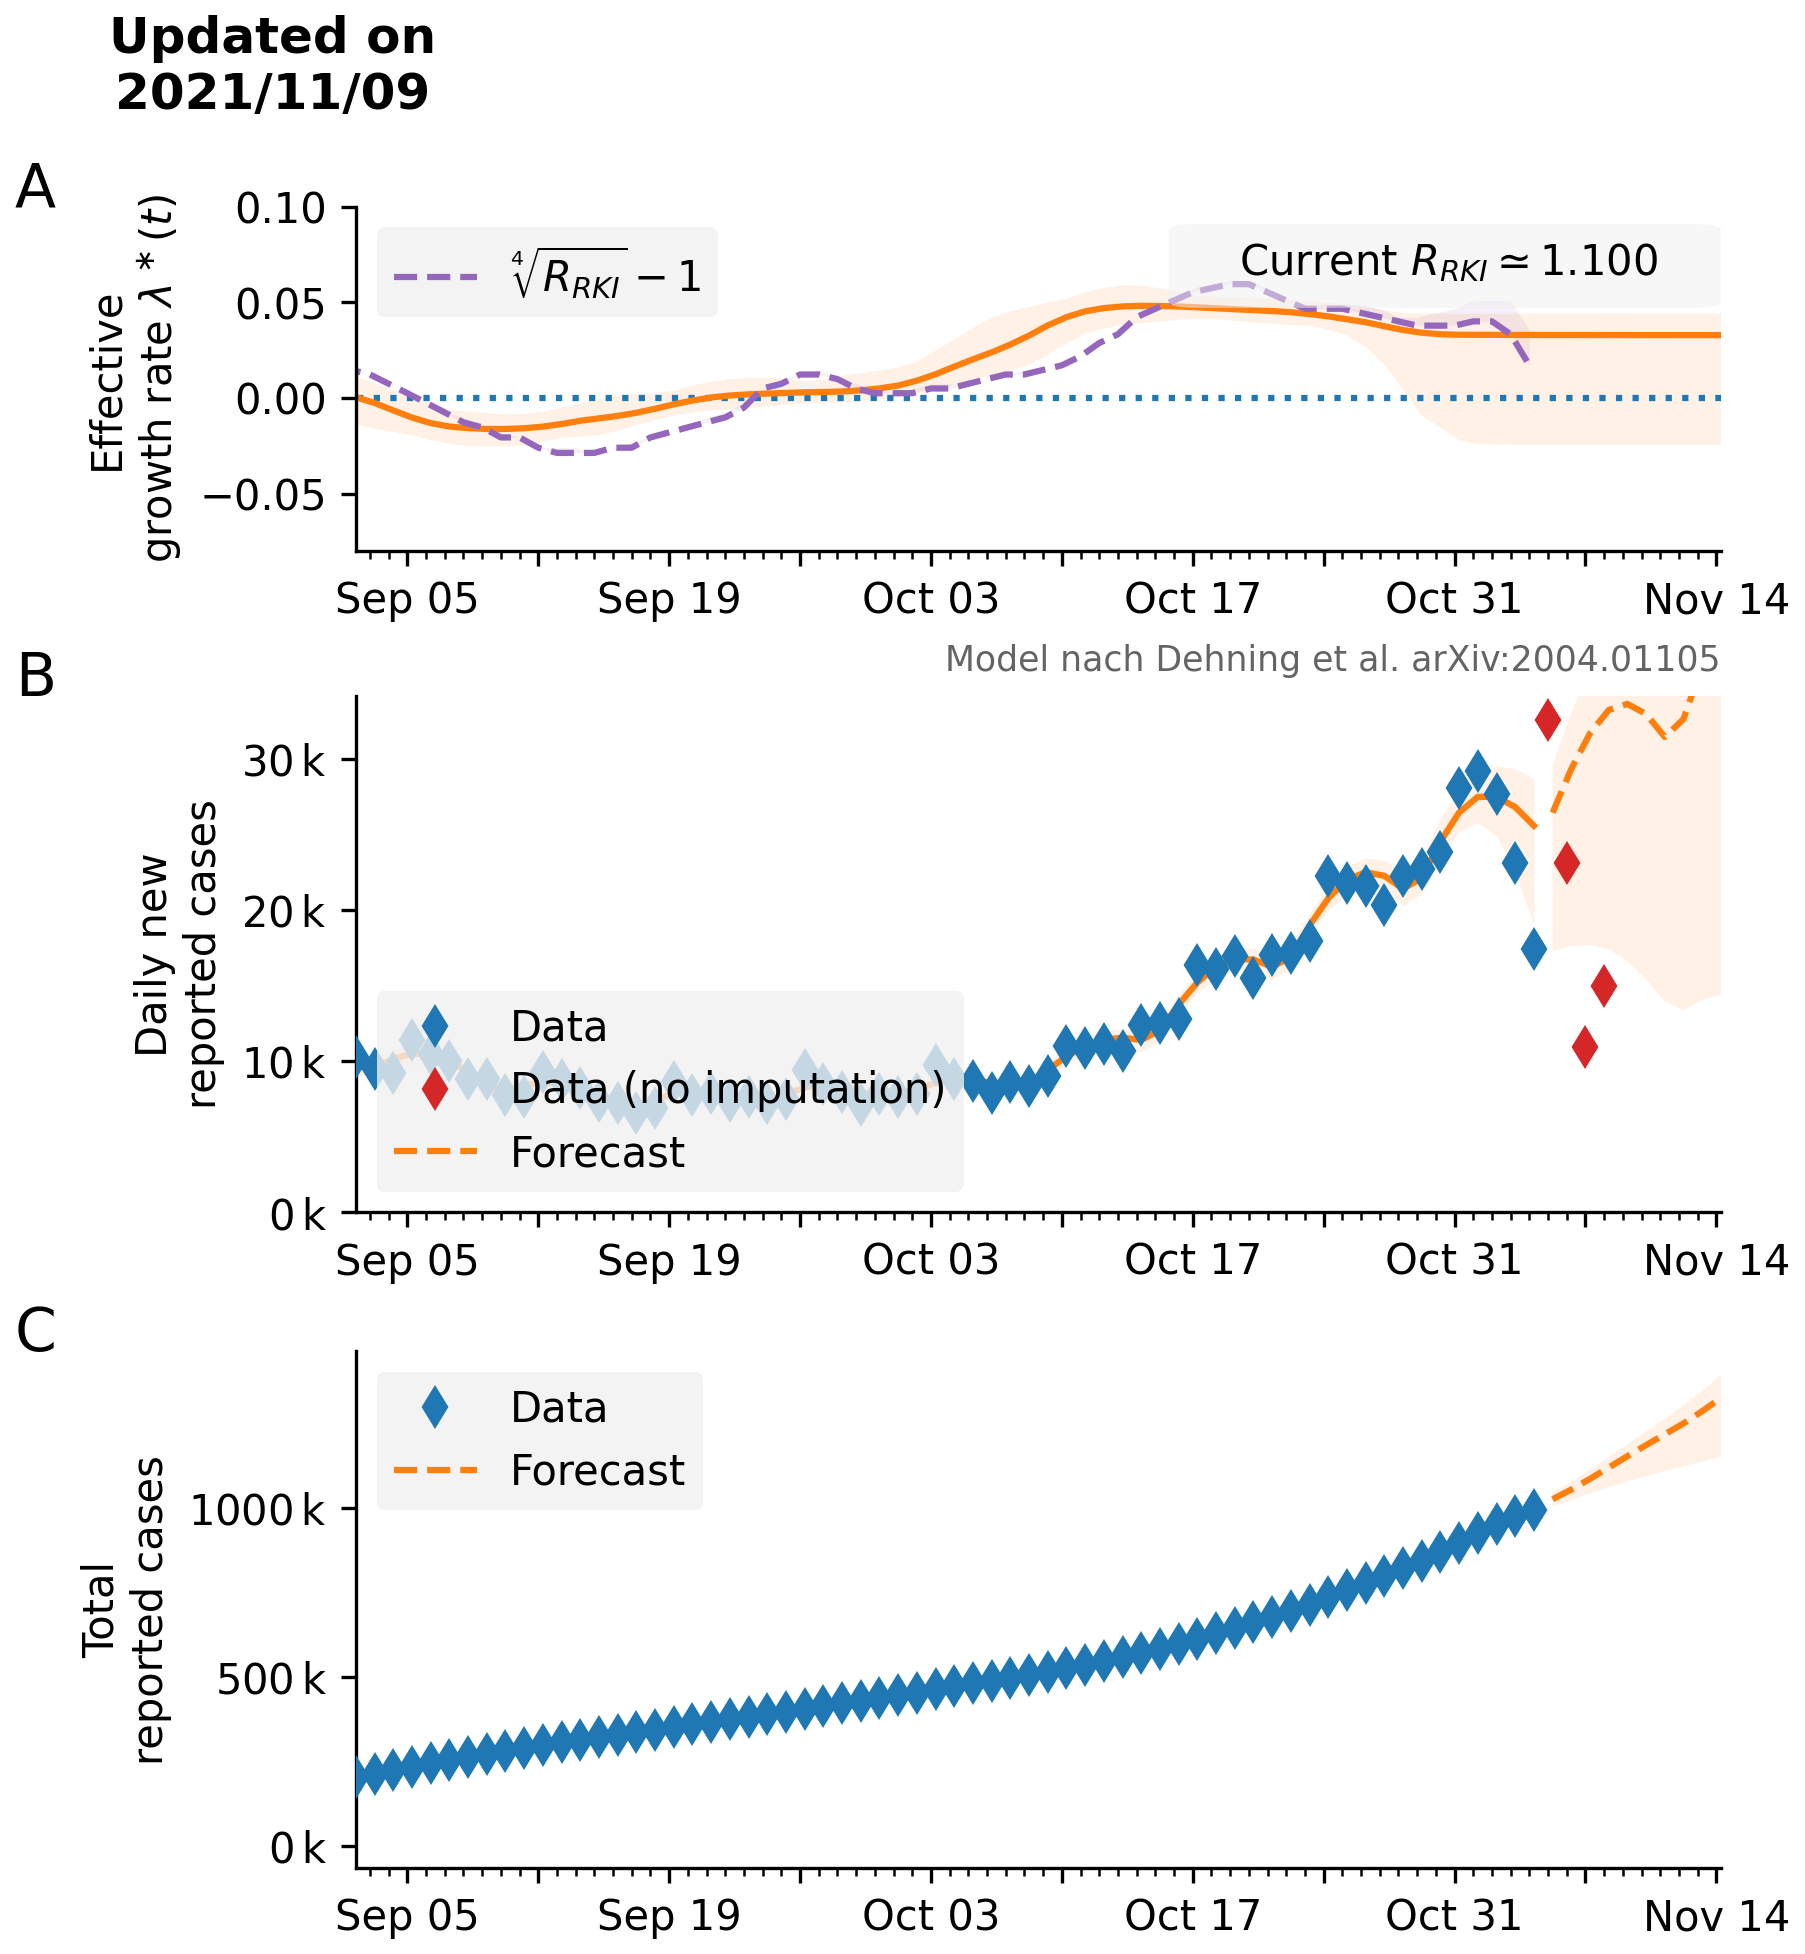 Updated on
2021/11/09
A
Effective
growth rate λ * (t)
0.10
0.05
0.00
−0.05
∜R_RKI − 1
Current R_RKI ≃ 1.100
Sep 05 Sep 19 Oct 03 Oct 17 Oct 31 Nov 14
Model nach Dehning et al. arXiv:2004.01105
B
Daily new
reported cases
30 k
20 k
10 k
0 k
Data
Data (no imputation)
Forecast
Sep 05 Sep 19 Oct 03 Oct 17 Oct 31 Nov 14
C
Total
reported cases
1000 k
500 k
0 k
Data
Forecast
Sep 05 Sep 19 Oct 03 Oct 17 Oct 31 Nov 14